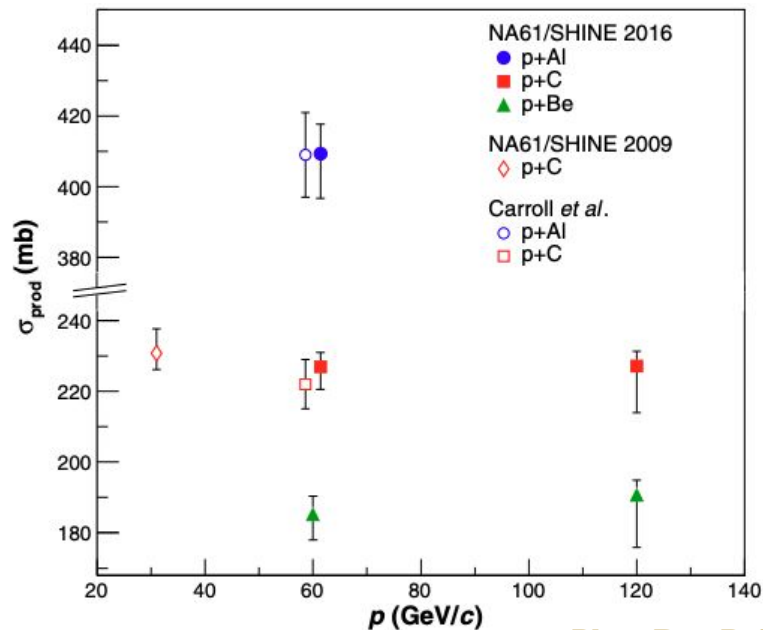 NA61/SHINE 2016
p+Al
p+C
p+Be
NA61/SHINE 2009
p+C
Carroll et al.
p+Al
p+C
σprod (mb)
440
420
400
380
240
220
200
180
20 40 60 80 100 120 140
p (GeV/c)